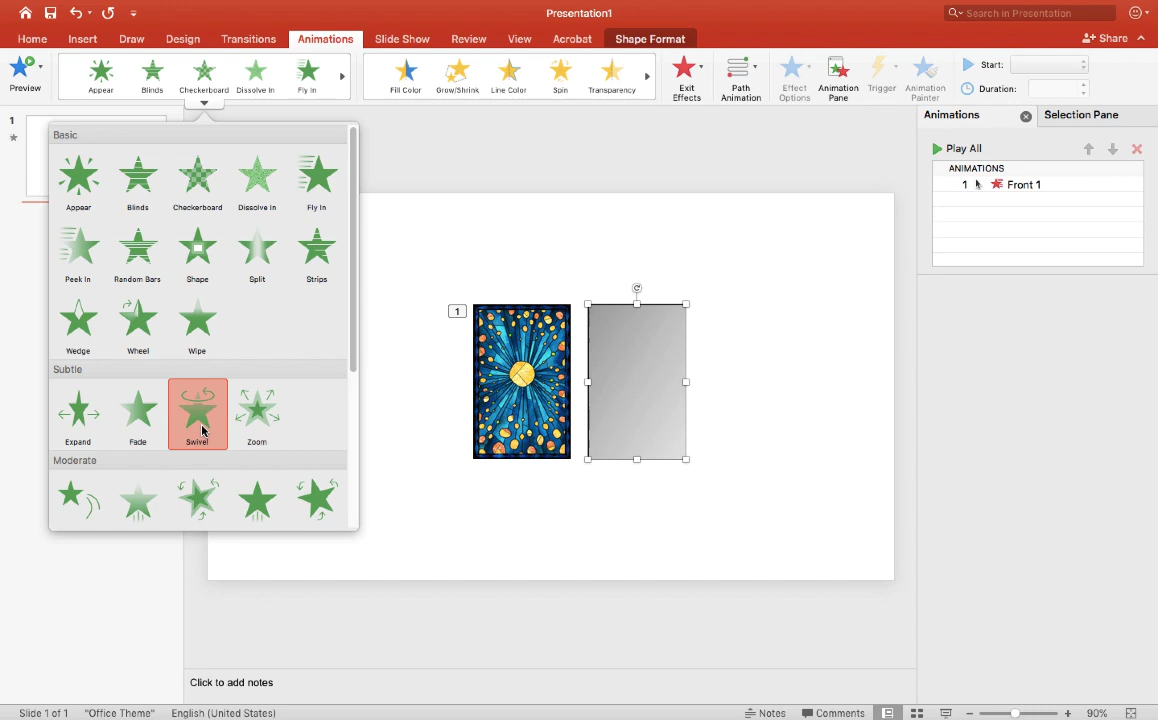 Presentation1
Search in Presentation
Home Insert Draw Design Transitions Animations Slide Show Review View Acrobat Shape Format Share
Preview
Appear Blinds Checkerboard Dissolve In Fly In
Fill Color Grow/Shrink Line Color Spin Transparency
Exit Effects
Path Animation
Effect Options
Animation Pane
Trigger
Animation Painter
Start:
Duration:
1
Basic
Appear Blinds Checkerboard Dissolve In Fly In
Peek In Random Bars Shape Split Strips
Wedge Wheel Wipe
Subtle
Expand Fade Swivel Zoom
Moderate
1
Animations Selection Pane
Play All
ANIMATIONS
1 Front 1
Click to add notes
Slide 1 of 1 "Office Theme" English (United States) Notes Comments 90%